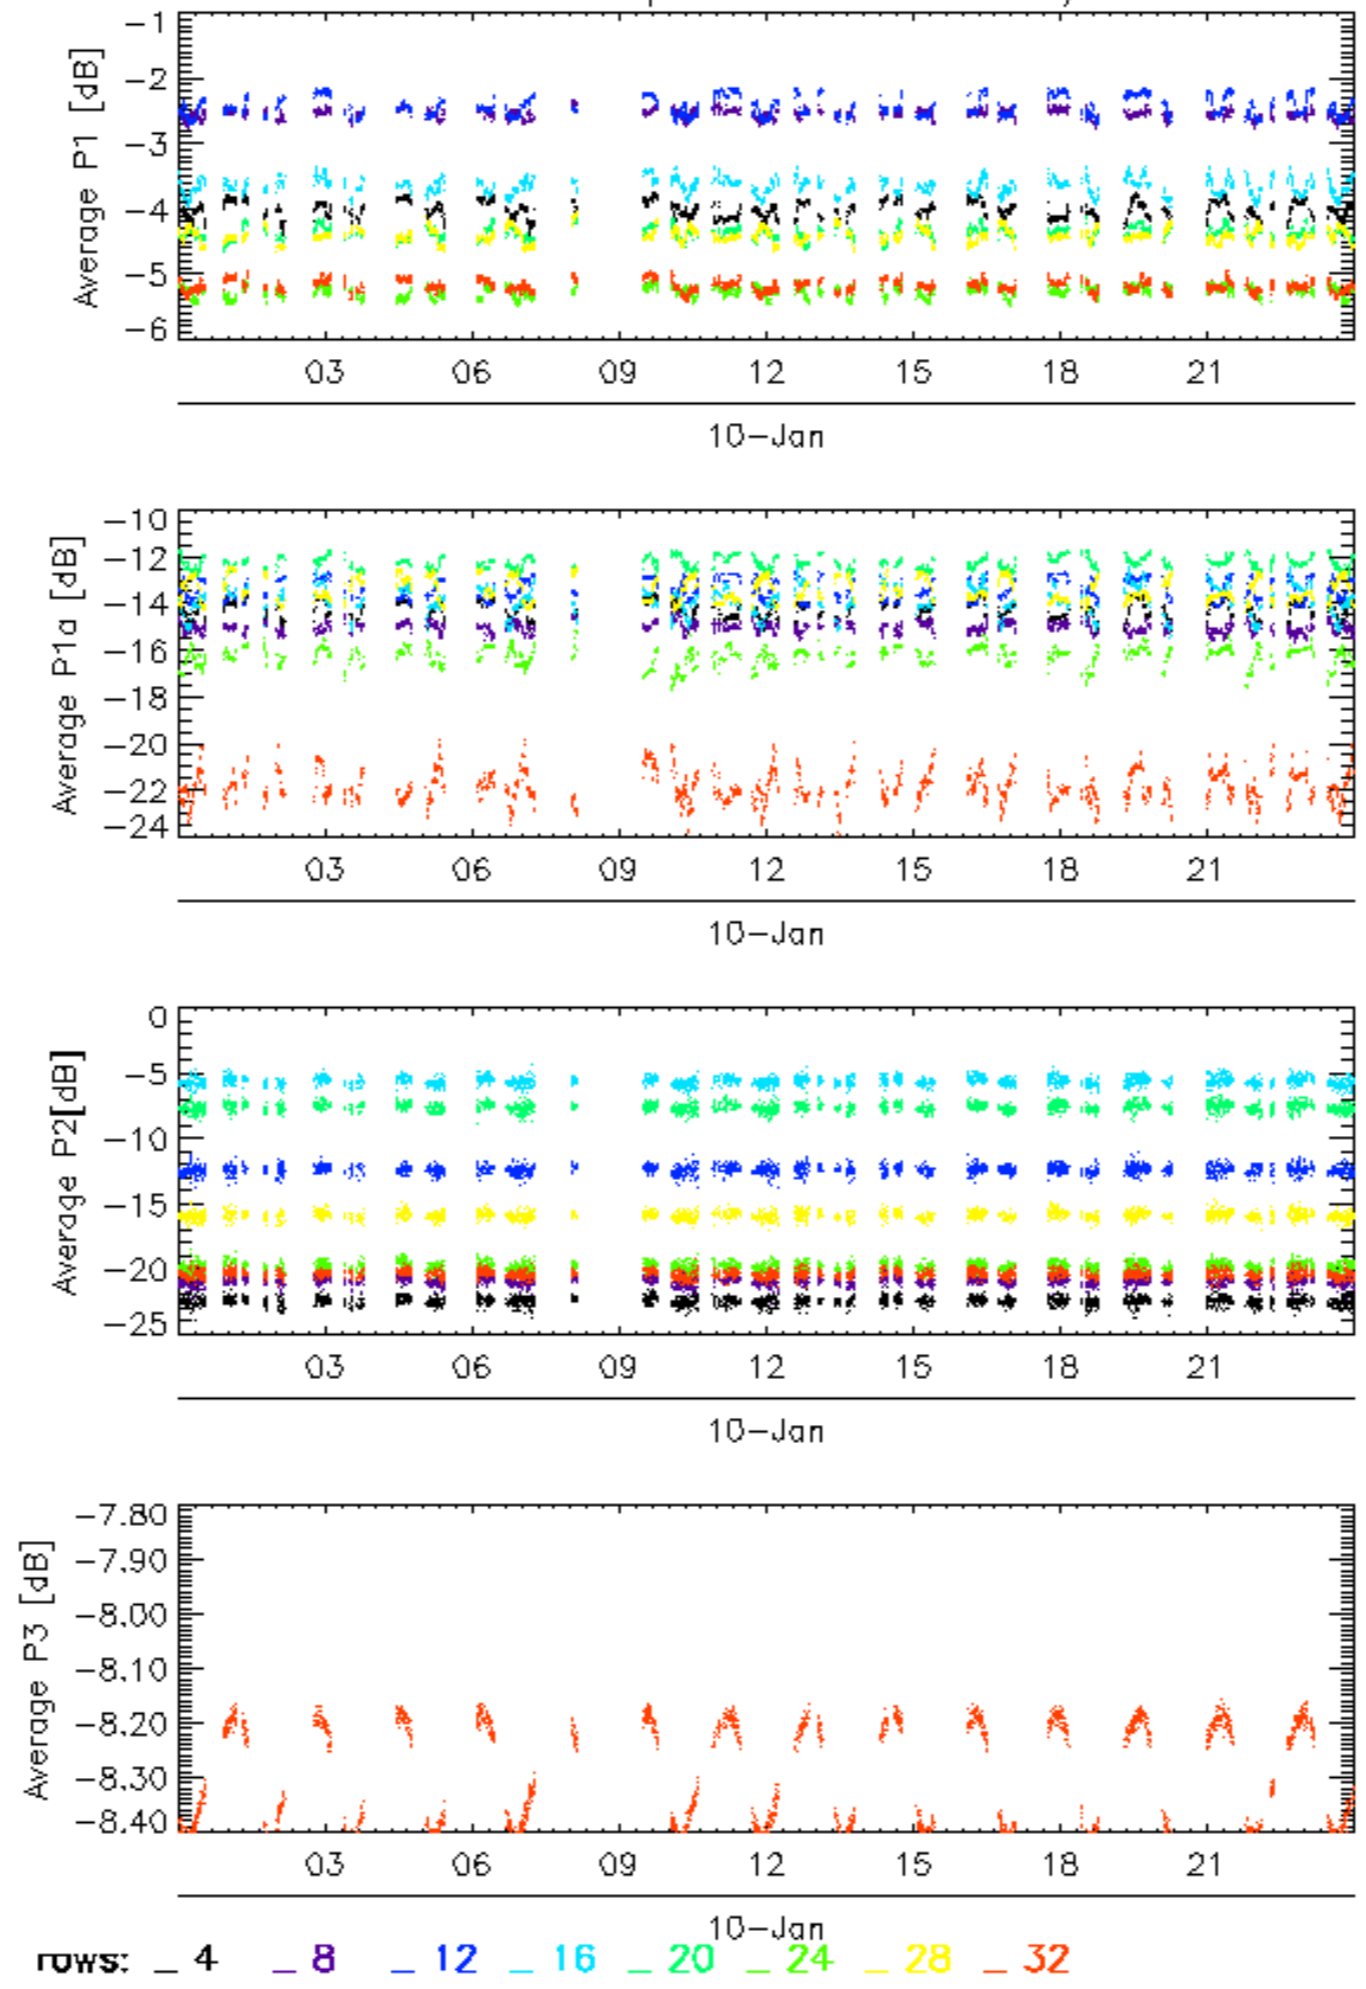 Average P1 [dB]
-1
-2
-3
-4
-5
-6
03 06 09 12 15 18 21
10-Jan
Average P1a [dB]
-10
-12
-14
-16
-18
-20
-22
-24
03 06 09 12 15 18 21
10-Jan
Average P2[dB]
0
-5
-10
-15
-20
-25
03 06 09 12 15 18 21
10-Jan
Average P3 [dB]
-7.80
-7.90
-8.00
-8.10
-8.20
-8.30
-8.40
03 06 09 12 15 18 21
10-Jan
rows: _ 4 _ 8 _ 12 _ 16 _ 20 _ 24 _ 28 _ 32